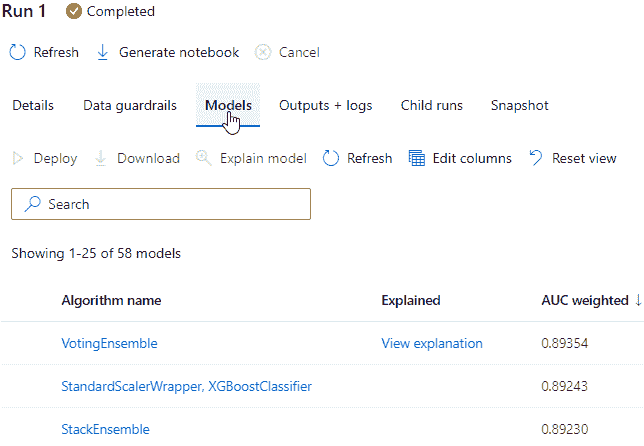 Run 1 Completed
Refresh Generate notebook Cancel
Details Data guardrails Models Outputs + logs Child runs Snapshot
Deploy Download Explain model Refresh Edit columns Reset view
Search
Showing 1-25 of 58 models
Algorithm name Explained AUC weighted ↓
VotingEnsemble View explanation 0.89354
StandardScalerWrapper, XGBoostClassifier 0.89243
StackEnsemble 0.89230